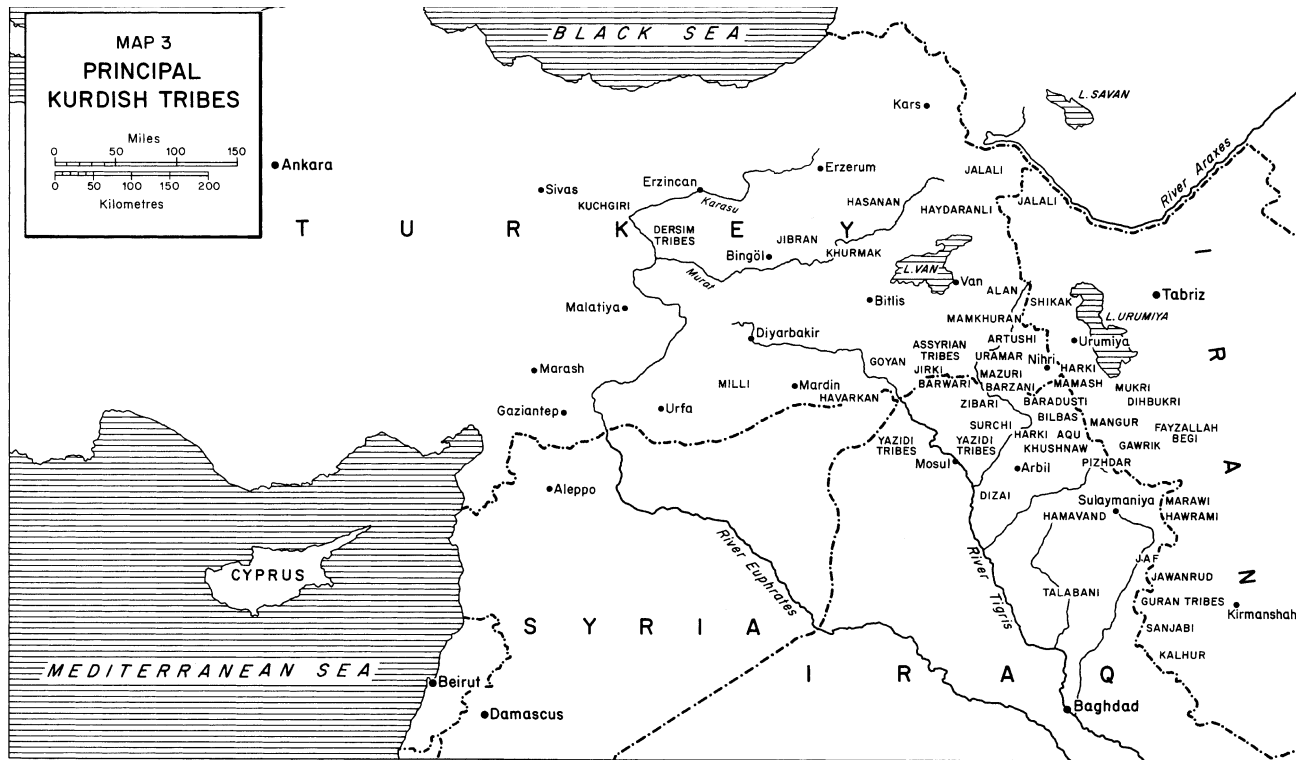 MAP 3
PRINCIPAL
KURDISH TRIBES
Miles
0 50 100 150
0 50 100 150 200
Kilometres
BLACK SEA
L. SAVAN
Kars
Ankara
Erzerum
River Araxes
JALALI
Sivas
Erzincan
Karasu
KUCHGIRI
HASANAN
HAYDARANLI
JALALI
TURKEY
DERSIM
TRIBES
JIBRAN
Bingöl
KHURMAK
Murat
L. VAN
Van
Bitlis
ALAN
SHIKAK
Tabriz
IRAN
Malatiya
L. URUMIYA
MAMKHURAN
Diyarbakir
ARTUSHI
Urumiya
ASSYRIAN
TRIBES
URAMAR
GOYAN
Nihri
JIRKI
MAZURI
HARKI
Marash
MILLI
Mardin
BARWARI
BARZANI
MAMASH
MUKRI
HAVARKAN
BARADUSTI
DIHBUKRI
ZIBARI
Gaziantep
Urfa
BILBAS
MANGUR
SURCHI
FAYZALLAH
BEGI
HARKI
AQU
YAZIDI
TRIBES
YAZIDI
TRIBES
KHUSHNAW
GAWRIK
Mosul
Arbil
PIZHDAR
Aleppo
DIZAI
Sulaymaniya
MARAWI
HAMAVAND
HAWRAMI
River Euphrates
River Tigris
JAF
CYPRUS
JAWANRUD
TALABANI
GURAN TRIBES
Kirmanshah
SYRIA
SANJABI
KALHUR
MEDITERRANEAN SEA
IRAQ
Beirut
Baghdad
Damascus